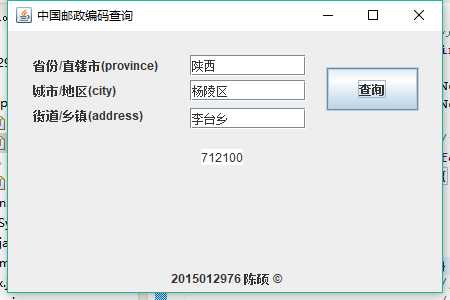 中国邮政编码查询
省份/直辖市(province)
陕西
城市/地区(city)
杨陵区
查询
街道/乡镇(address)
李台乡
712100
2015012976 陈硕 ©